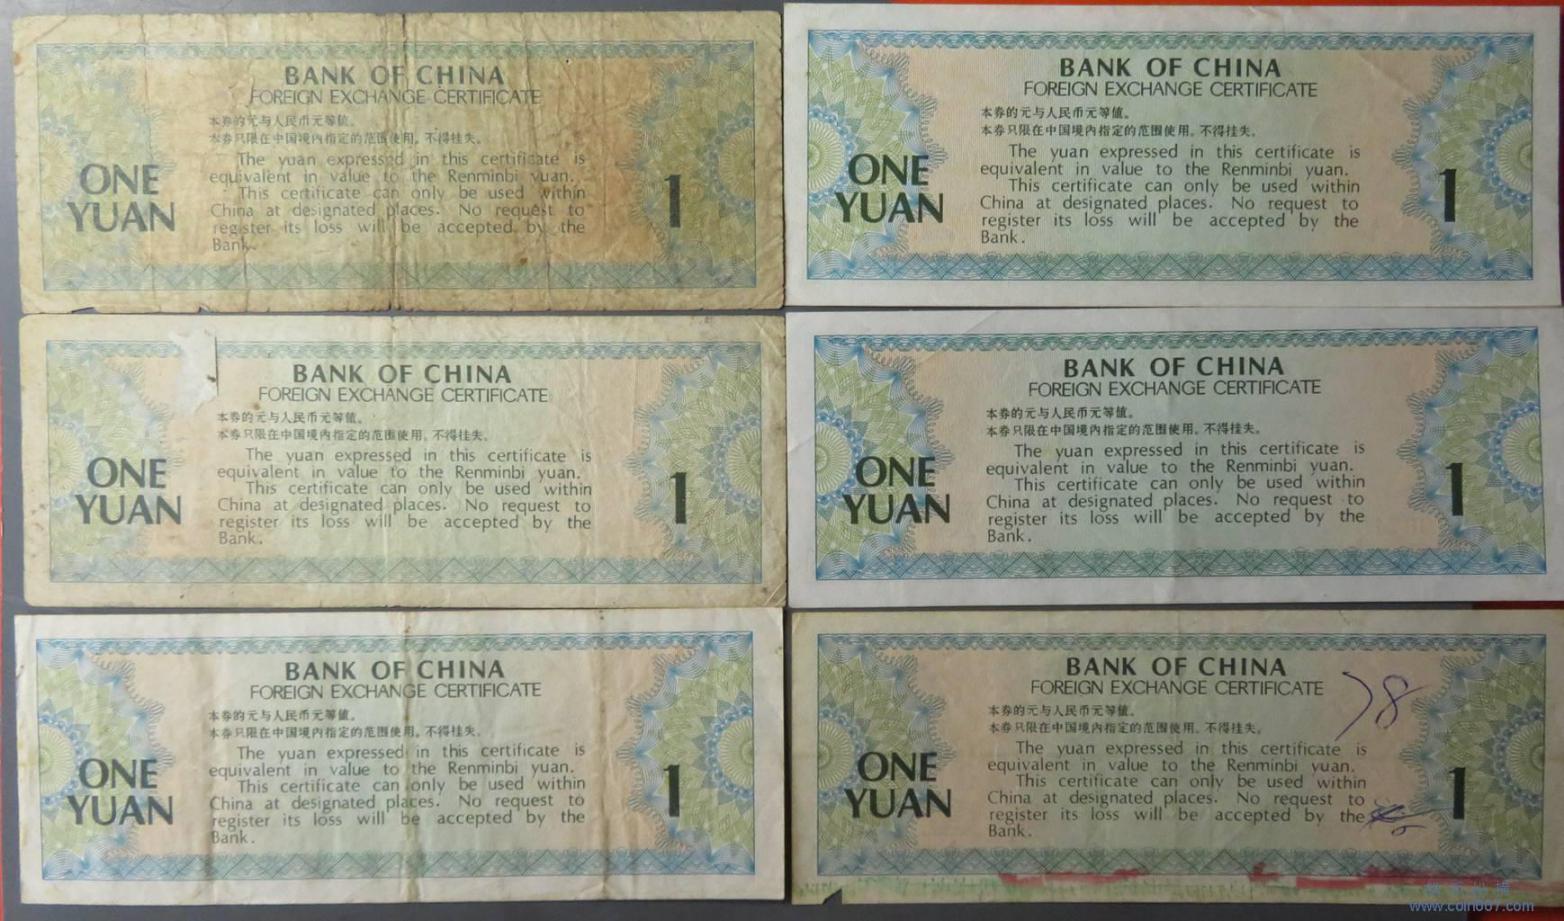 BANK OF CHINA
FOREIGN EXCHANGE CERTIFICATE
本券的元与人民币元等值。
本券只限在中国境内指定的范围使用。不得挂失。
The yuan expressed in this certificate is
equivalent in value to the Renminbi yuan.
This certificate can only be used within
China at designated places. No request to
register its loss will be accepted by the
Bank.
ONE
YUAN
1
BANK OF CHINA
FOREIGN EXCHANGE CERTIFICATE
本券的元与人民币元等值。
本券只限在中国境内指定的范围使用。不得挂失。
The yuan expressed in this certificate is
equivalent in value to the Renminbi yuan.
This certificate can only be used within
China at designated places. No request to
register its loss will be accepted by the
Bank.
ONE
YUAN
1
BANK OF CHINA
FOREIGN EXCHANGE CERTIFICATE
本券的元与人民币元等值。
本券只限在中国境内指定的范围使用。不得挂失。
The yuan expressed in this certificate is
equivalent in value to the Renminbi yuan.
This certificate can only be used within
China at designated places. No request to
register its loss will be accepted by the
Bank.
ONE
YUAN
1
BANK OF CHINA
FOREIGN EXCHANGE CERTIFICATE
本券的元与人民币元等值。
本券只限在中国境内指定的范围使用。不得挂失。
The yuan expressed in this certificate is
equivalent in value to the Renminbi yuan.
This certificate can only be used within
China at designated places. No request to
register its loss will be accepted by the
Bank.
ONE
YUAN
1
BANK OF CHINA
FOREIGN EXCHANGE CERTIFICATE
本券的元与人民币元等值。
本券只限在中国境内指定的范围使用。不得挂失。
The yuan expressed in this certificate is
equivalent in value to the Renminbi yuan.
This certificate can only be used within
China at designated places. No request to
register its loss will be accepted by the
Bank.
ONE
YUAN
1
BANK OF CHINA
FOREIGN EXCHANGE CERTIFICATE
本券的元与人民币元等值。
本券只限在中国境内指定的范围使用。不得挂失。
The yuan expressed in this certificate is
equivalent in value to the Renminbi yuan.
This certificate can only be used within
China at designated places. No request to
register its loss will be accepted by the
Bank.
ONE
YUAN
1
8
www.coin007.com